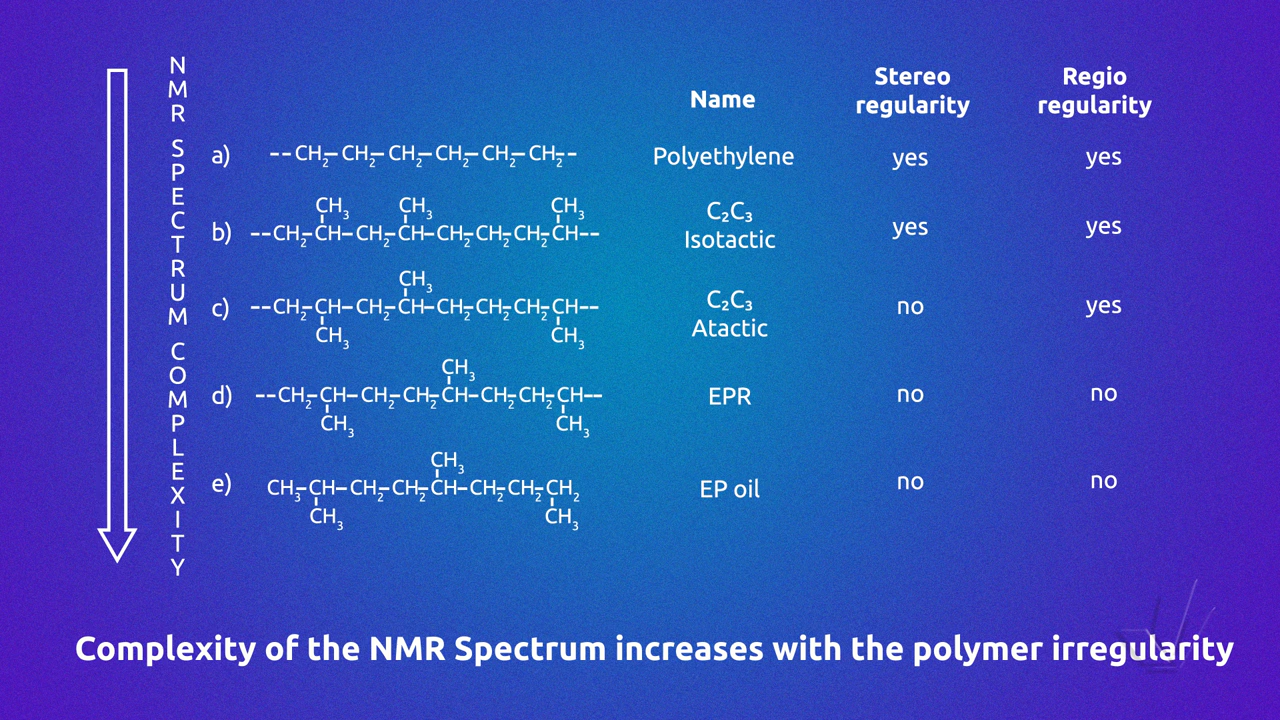 NMR SPECTRUM COMPLEXITY
Name
Stereo
regularity
Regio
regularity
a) --CH₂–CH₂–CH₂–CH₂–CH₂–CH₂-- Polyethylene yes yes
CH₃ CH₃ CH₃
b) --CH₂–CH–CH₂–CH–CH₂–CH₂–CH₂–CH-- C₂C₃ Isotactic yes yes
CH₃
c) --CH₂–CH–CH₂–CH–CH₂–CH₂–CH₂–CH-- C₂C₃ Atactic no yes
CH₃ CH₃
CH₃
d) --CH₂–CH–CH₂–CH₂–CH–CH₂–CH₂–CH-- EPR no no
CH₃ CH₃
CH₃
e) CH₃–CH–CH₂–CH₂–CH–CH₂–CH₂–CH₂ EP oil no no
CH₃ CH₃
Complexity of the NMR Spectrum increases with the polymer irregularity